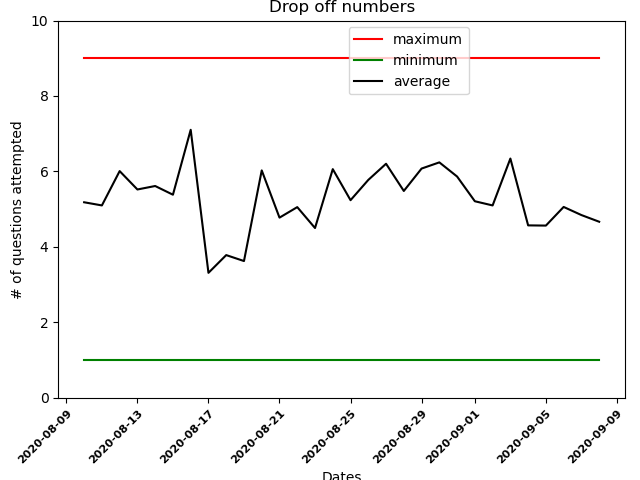 Drop off numbers
maximum
minimum
average
# of questions attempted
10
8
6
4
2
0
2020-08-09
2020-08-13
2020-08-17
2020-08-21
2020-08-25
2020-08-29
2020-09-01
2020-09-05
2020-09-09
Dates